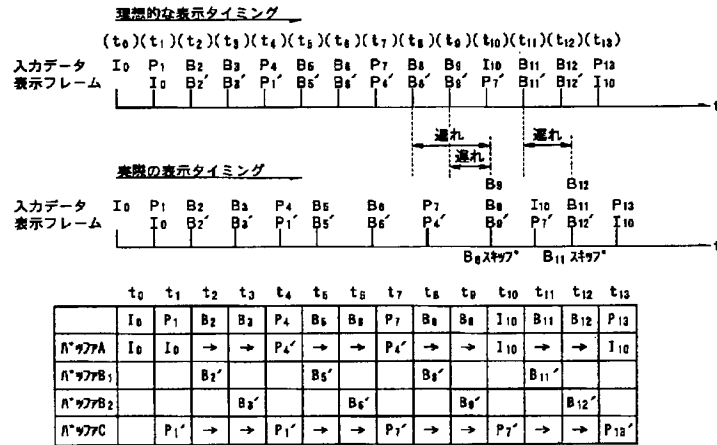 理想的な表示タイミング
(t0)(t1)(t2)(t3)(t4)(t5)(t6)(t7)(t8)(t9)(t10)(t11)(t12)(t13)
入力データ I0 P1 B2 B3 P4 B5 B6 P7 B8 B9 I10 B11 B12 P13
表示フレーム I0 B2′ B3′ P1′ B5′ B6′ P4′ B8′ B9′ P7′ B11′ B12′ I10
t
遅れ 遅れ
遅れ
実際の表示タイミング
B9 B12
入力データ I0 P1 B2 B3 P4 B5 B6 P7 B8 I10 B11 P13
表示フレーム I0 B2′ B3′ P1′ B5′ B6′ P4′ B9′ P7′ B12′ I10
t
B8スキップ B11スキップ
t0 t1 t2 t3 t4 t5 t6 t7 t8 t9 t10 t11 t12 t13
I0 P1 B2 B3 P4 B5 B6 P7 B8 B9 I10 B11 B12 P13
バッファA I0 I0 → → P4′ → → P4′ → → I10 → → I10
バッファB1 B2′ B5′ B8′ B11′
バッファB2 B3′ B6′ B9′ B12′
バッファC P1′ → → P1′ → → P7′ → → P7′ → → P13′